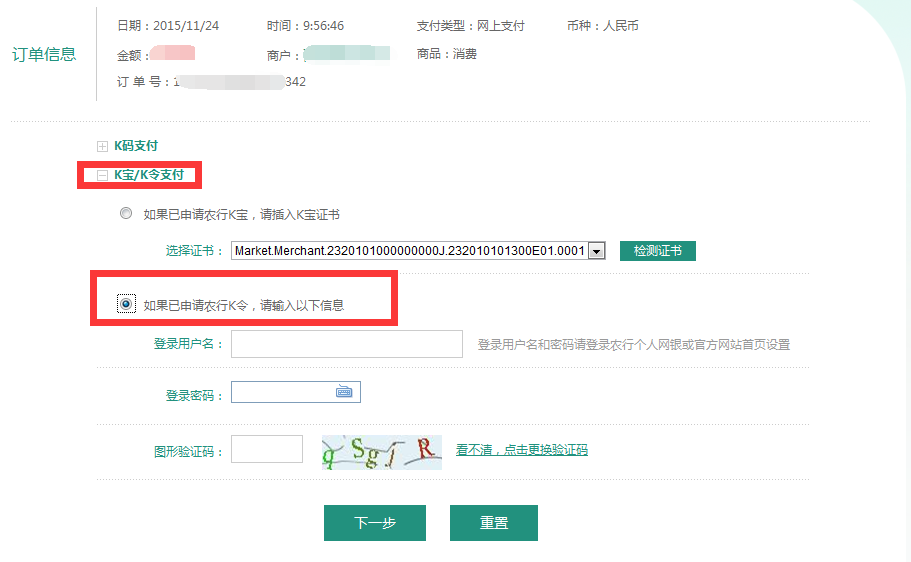 订单信息
日期：2015/11/24 时间：9:56:46 支付类型：网上支付 币种：人民币
金额： 商户： 商品：消费
订 单 号：1 342
K码支付
K宝/K令支付
如果已申请农行K宝，请插入K宝证书
选择证书： Market.Merchant.2320101000000000J.232010101300E01.0001 检测证书
如果已申请农行K令，请输入以下信息
登录用户名： 登录用户名和密码请登录农行个人网银或官方网站首页设置
登录密码：
图形验证码： qSgjR 看不清，点击更换验证码
下一步 重置